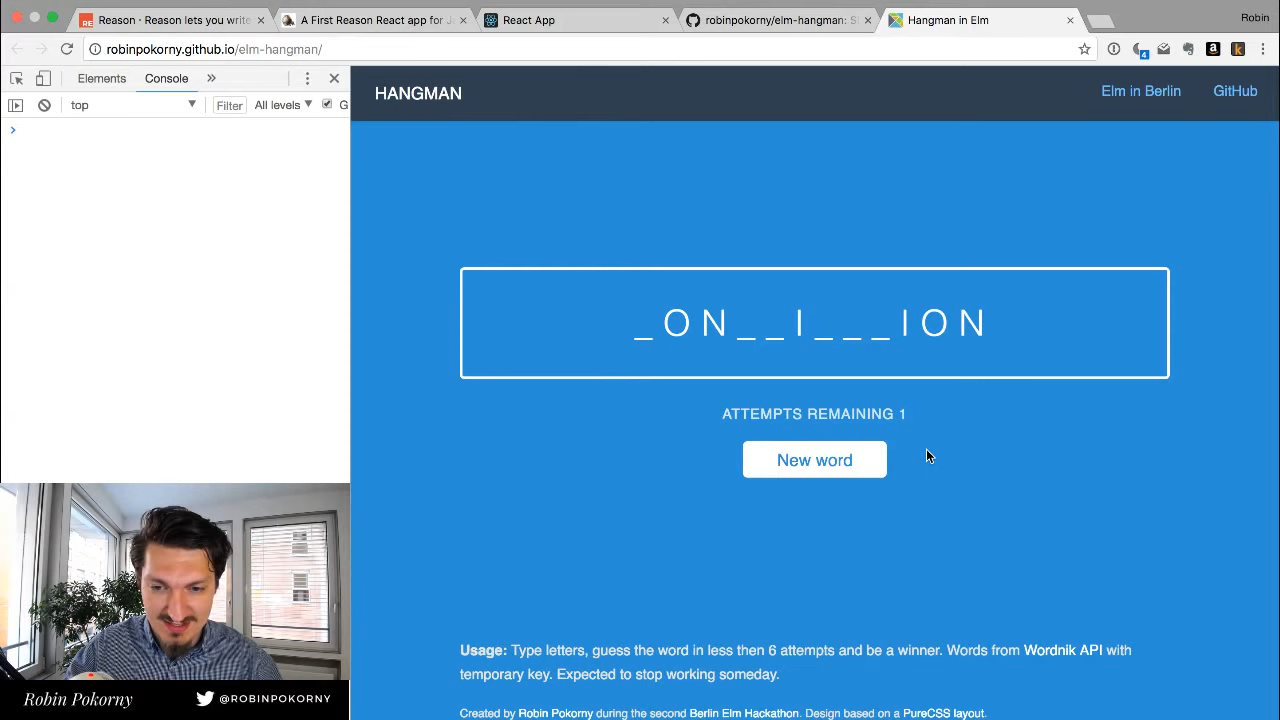 Reason · Reason lets you write
A First Reason React app for Ja
React App
robinpokorny/elm-hangman: Si
Hangman in Elm
Robin
robinpokorny.github.io/elm-hangman/
4
Elements
Console
top
Filter
All levels
G
HANGMAN
Elm in Berlin
GitHub
_ON__I___ION
ATTEMPTS REMAINING 1
New word
Usage: Type letters, guess the word in less then 6 attempts and be a winner. Words from Wordnik API with
temporary key. Expected to stop working someday.
Created by Robin Pokorny during the second Berlin Elm Hackathon. Design based on a PureCSS layout.
Robin Pokorny
@ROBINPOKORNY